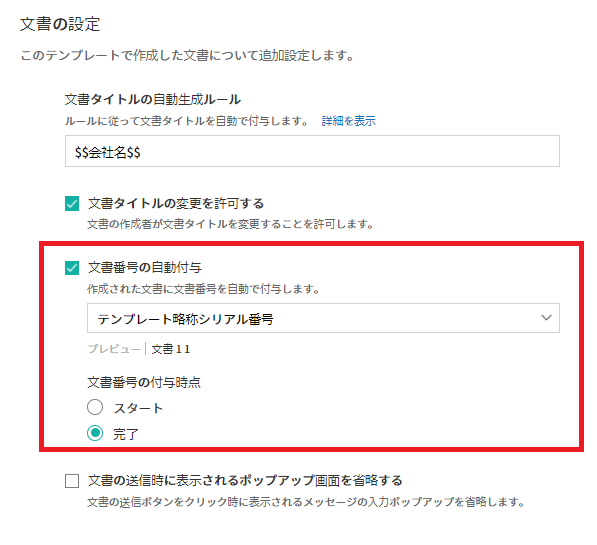 文書の設定
このテンプレートで作成した文書について追加設定します。
文書タイトルの自動生成ルール
ルールに従って文書タイトルを自動で付与します。 詳細を表示
$$会社名$$
文書タイトルの変更を許可する
文書の作成者が文書タイトルを変更することを許可します。
文書番号の自動付与
作成された文書に文書番号を自動で付与します。
テンプレート略称シリアル番号
プレビュー 文書11
文書番号の付与時点
スタート
完了
文書の送信時に表示されるポップアップ画面を省略する
文書の送信ボタンをクリック時に表示されるメッセージの入力ポップアップを省略します。